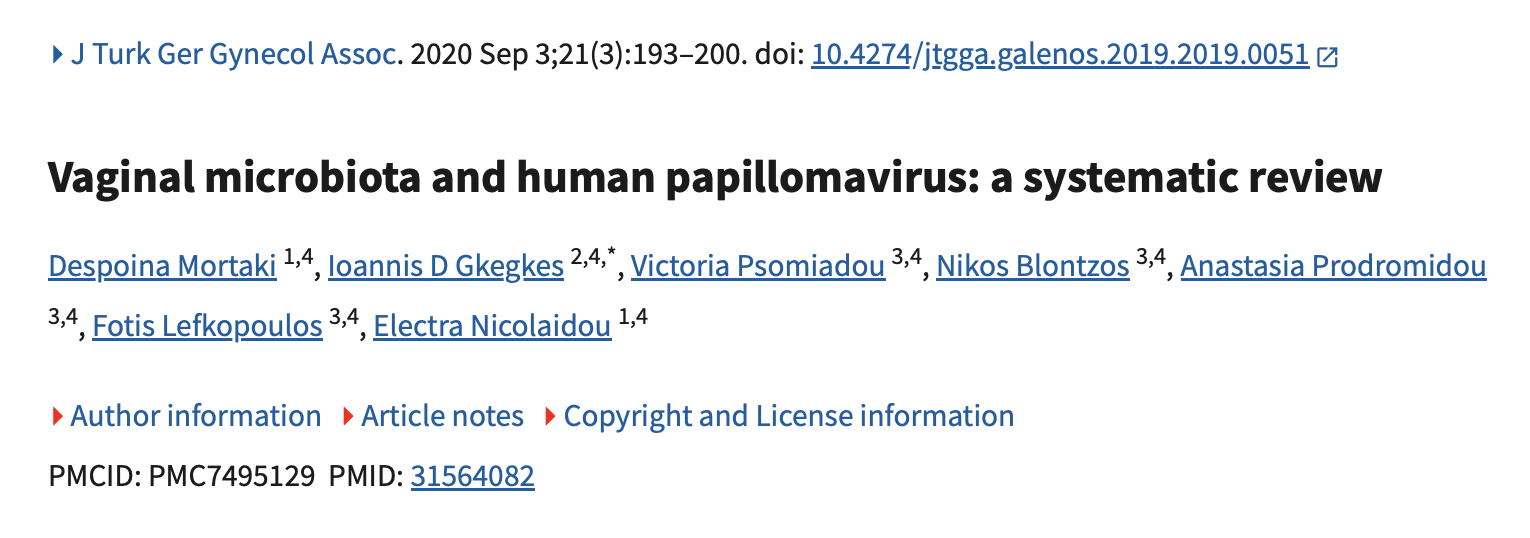 J Turk Ger Gynecol Assoc. 2020 Sep 3;21(3):193–200. doi: 10.4274/jtgga.galenos.2019.2019.0051
Vaginal microbiota and human papillomavirus: a systematic review
Despoina Mortaki 1,4, Ioannis D Gkegkes 2,4,*, Victoria Psomiadou 3,4, Nikos Blontzos 3,4, Anastasia Prodromidou
3,4, Fotis Lefkopoulos 3,4, Electra Nicolaidou 1,4
Author information Article notes Copyright and License information
PMCID: PMC7495129 PMID: 31564082